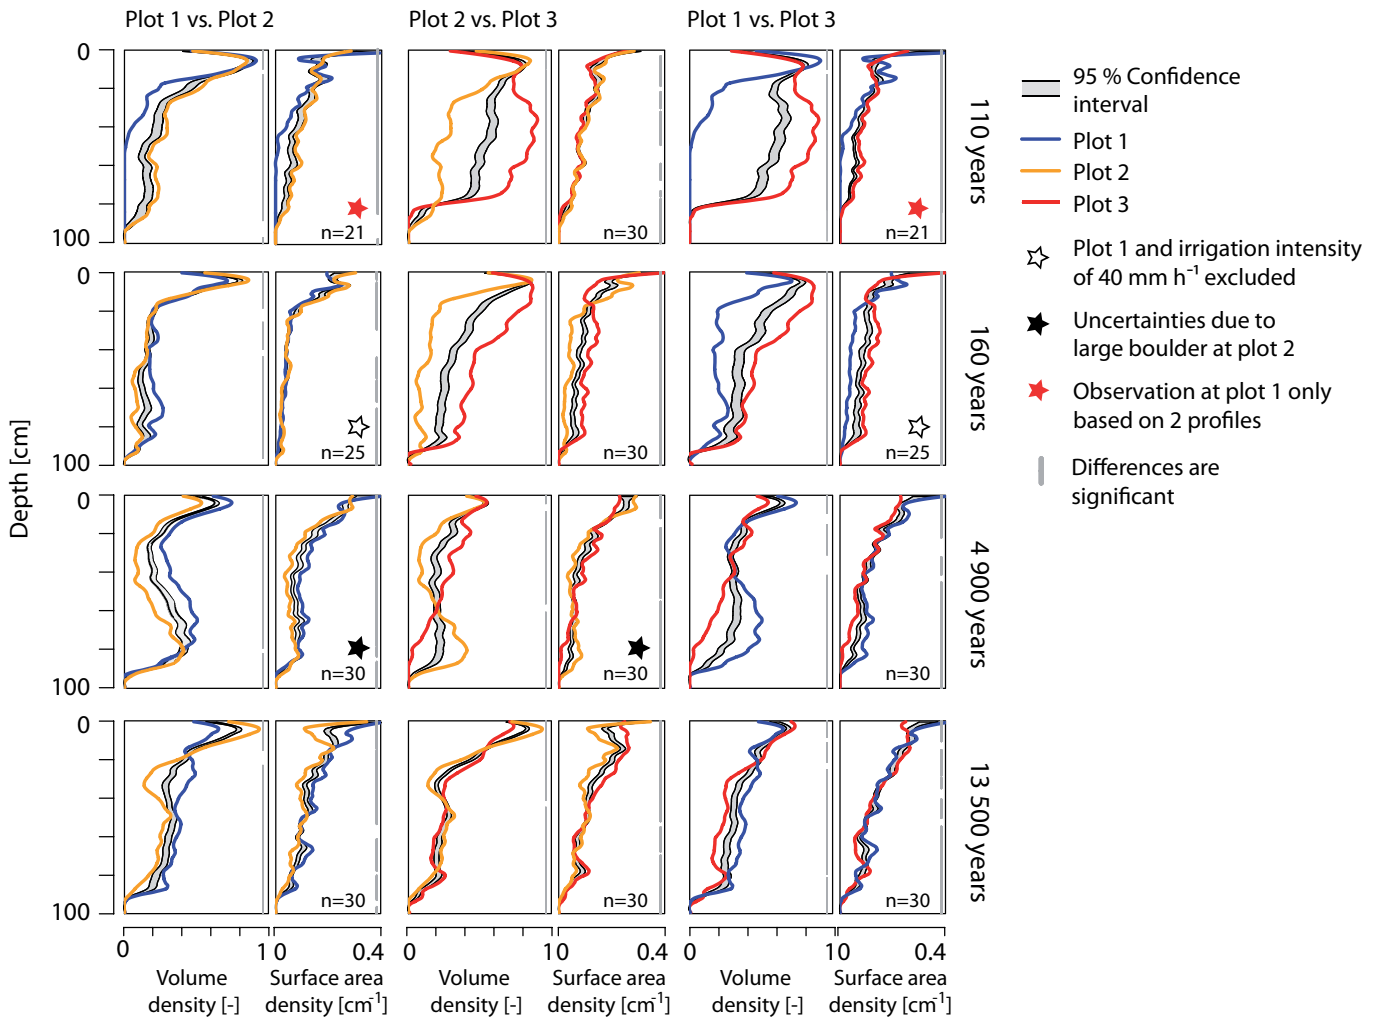 Plot 1 vs. Plot 2
Plot 2 vs. Plot 3
Plot 1 vs. Plot 3
Depth [cm]
0
100
n=21
n=30
n=21
110 years
0
100
n=25
n=30
n=25
160 years
0
100
n=30
n=30
n=30
4 900 years
0
100
n=30
n=30
n=30
13 500 years
0
1
0
0.4
0
1
0
0.4
0
1
0
0.4
Volume
density [-]
Surface area
density [cm⁻¹]
Volume
density [-]
Surface area
density [cm⁻¹]
Volume
density [-]
Surface area
density [cm⁻¹]
95 % Confidence
interval
Plot 1
Plot 2
Plot 3
Plot 1 and irrigation intensity
of 40 mm h⁻¹ excluded
Uncertainties due to
large boulder at plot 2
Observation at plot 1 only
based on 2 profiles
Differences are
significant